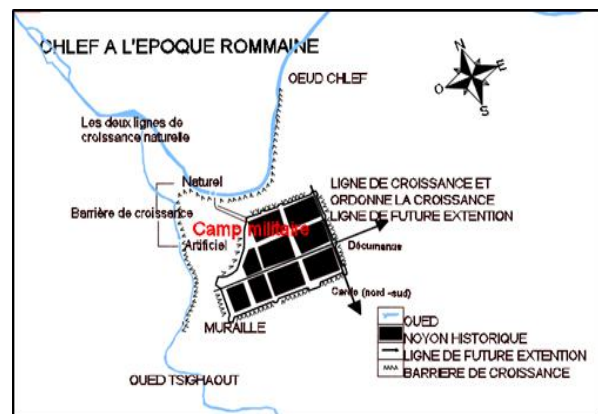 CHLEF A L'EPOQUE ROMMAINE
N
E
O
S
OEUD CHLEF
Les deux lignes de
croissance naturelle
Naturel
Barrière de croissance
Artificiel
Camp militaire
LIGNE DE CROISSANCE ET
ORDONNE LA CROISSANCE
LIGNE DE FUTURE EXTENTION
Décumanus
Cardo (nord -sud)
MURAILLE
OUED TSIGHAOUT
OUED
NOYON HISTORIQUE
LIGNE DE FUTURE EXTENTION
BARRIERE DE CROISSANCE